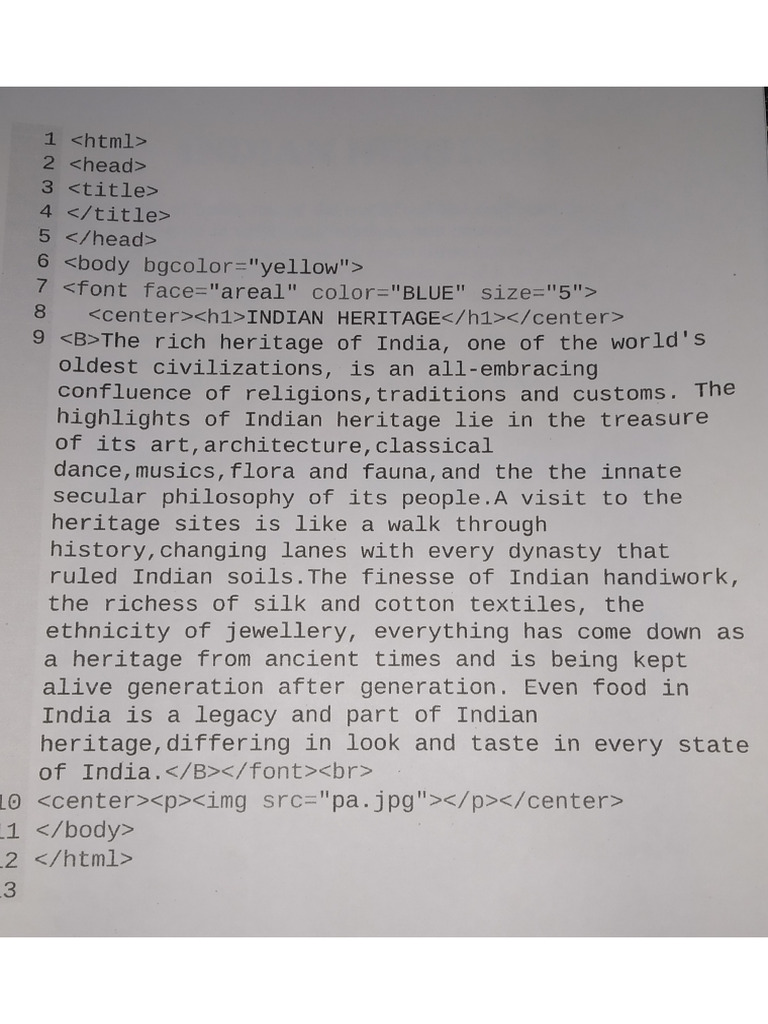 1 <html>
2 <head>
3 <title>
4 </title>
5 </head>
6 <body bgcolor="yellow">
7 <font face="areal" color="BLUE" size="5">
8 <center><h1>INDIAN HERITAGE</h1></center>
9 <B>The rich heritage of India, one of the world's
oldest civilizations, is an all-embracing
confluence of religions,traditions and customs. The
highlights of Indian heritage lie in the treasure
of its art,architecture,classical
dance,musics,flora and fauna,and the the innate
secular philosophy of its people.A visit to the
heritage sites is like a walk through
history,changing lanes with every dynasty that
ruled Indian soils.The finesse of Indian handiwork,
the richess of silk and cotton textiles, the
ethnicity of jewellery, everything has come down as
a heritage from ancient times and is being kept
alive generation after generation. Even food in
India is a legacy and part of Indian
heritage,differing in look and taste in every state
of India.</B></font><br>
10 <center><p><img src="pa.jpg"></p></center>
11 </body>
12 </html>
13